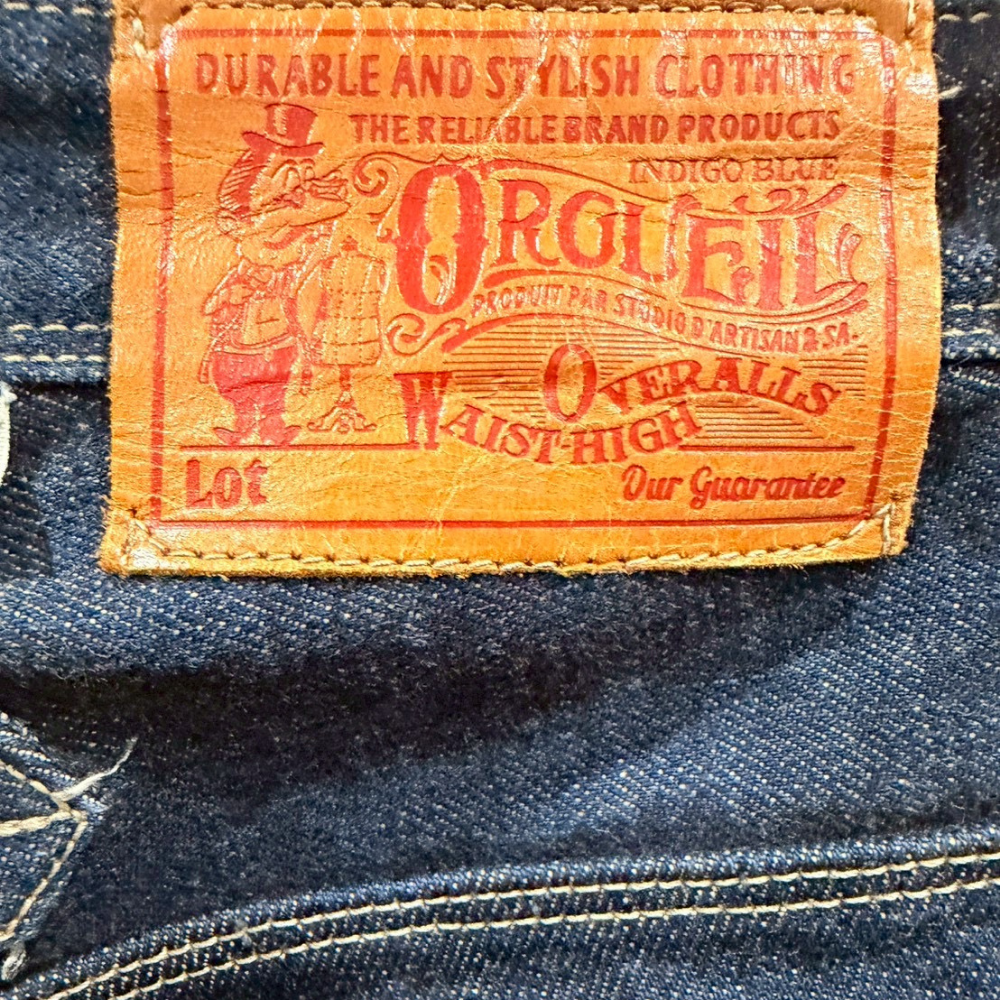 DURABLE AND STYLISH CLOTHING
THE RELIABLE BRAND PRODUCTS
INDIGO BLUE
ORGUEIL
PRODUIT PAR STUDIO D'ARTISAN & SA.
WAIST-HIGH OVERALLS
Lot
Our Guarantee